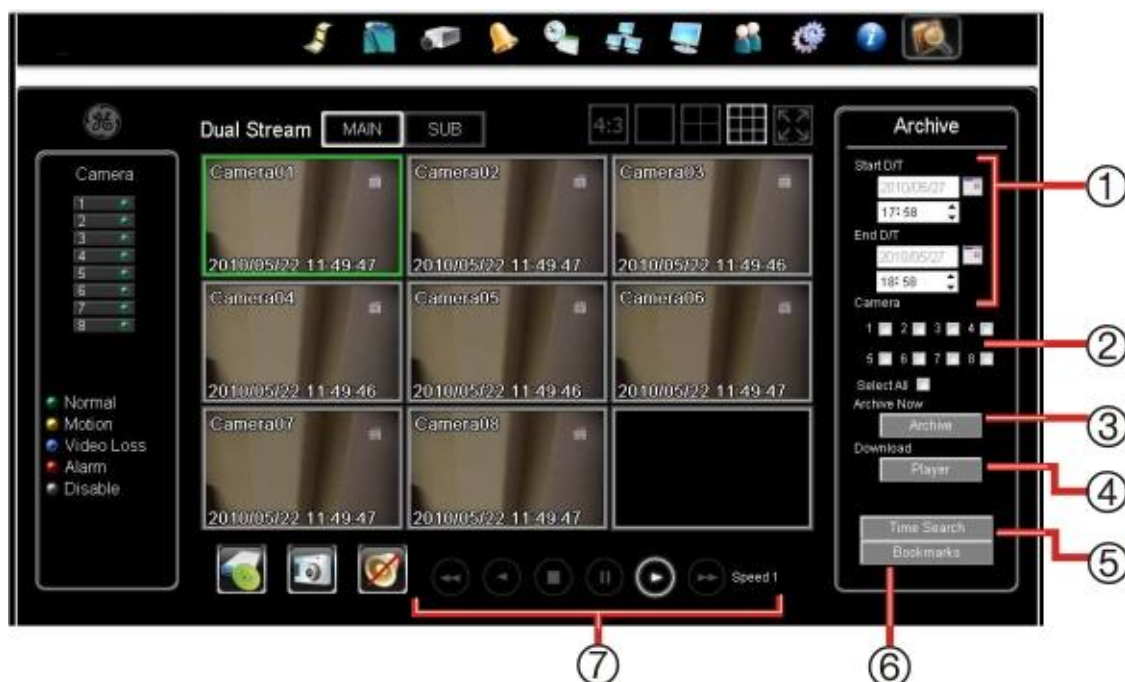 Dual Stream MAIN SUB
4:3
Camera
1
2
3
4
5
6
7
8
Normal
Motion
Video Loss
Alarm
Disable
Camera01
2010/05/22 11:49:47
Camera02
2010/05/22 11:49:47
Camera03
2010/05/22 11:49:46
Camera04
2010/05/22 11:49:46
Camera05
2010/05/22 11:49:46
Camera06
2010/05/22 11:49:47
Camera07
2010/05/22 11:49:47
Camera08
2010/05/22 11:49:47
Speed 1
Archive
Start D/T
2010/05/27
17:58
End D/T
2010/05/27
18:58
Camera
1 2 3 4
5 6 7 8
Select All
Archive Now
Archive
Download
Player
Time Search
Bookmarks
①
②
③
④
⑤
⑥
⑦